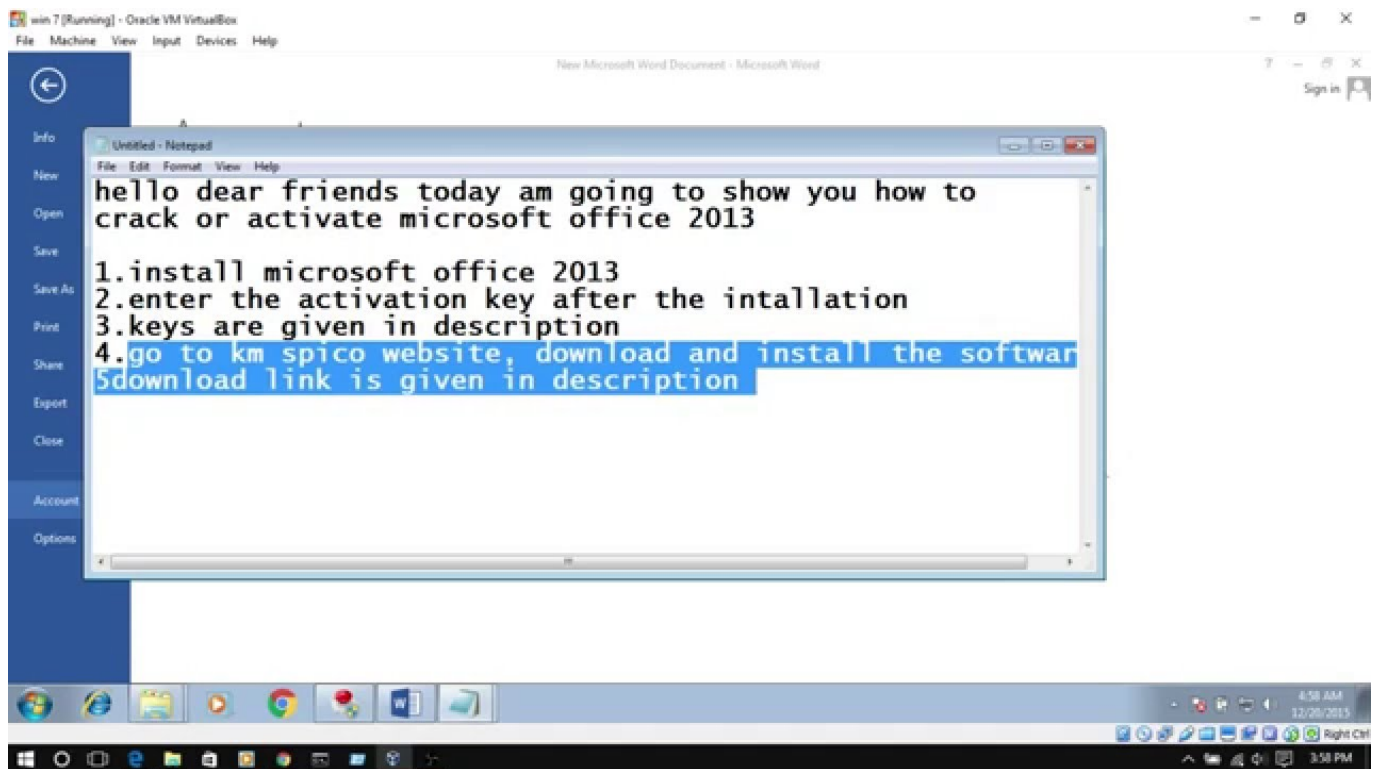 win 7 [Running] - Oracle VM VirtualBox
File Machine View Input Devices Help
New Microsoft Word Document - Microsoft Word
Sign in
Info
New
Open
Save
Save As
Print
Share
Export
Close
Account
Options
Untitled - Notepad
File Edit Format View Help
hello dear friends today am going to show you how to
crack or activate microsoft office 2013
1.install microsoft office 2013
2.enter the activation key after the intallation
3.keys are given in description
4.go to km spico website, download and install the softwar
5download link is given in description
4:58 AM
12/20/2015
Right Ctrl
3:58 PM